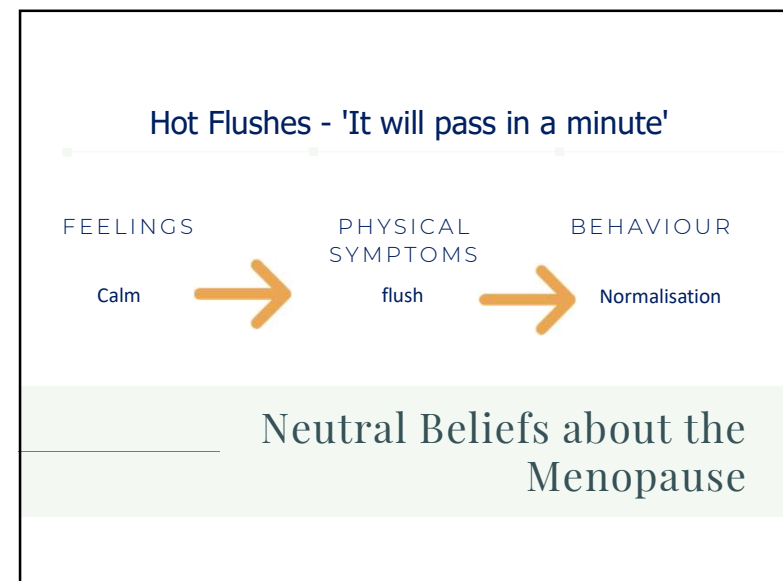 Hot Flushes - 'It will pass in a minute'
FEELINGS
PHYSICAL
SYMPTOMS
BEHAVIOUR
Calm
flush
Normalisation
Neutral Beliefs about the
Menopause